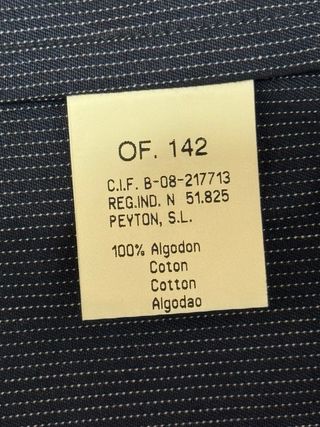 OF. 142
C.I.F. B-08-217713
REG.IND. N 51.825
PEYTON, S.L.
100% Algodon
Coton
Cotton
Algodao